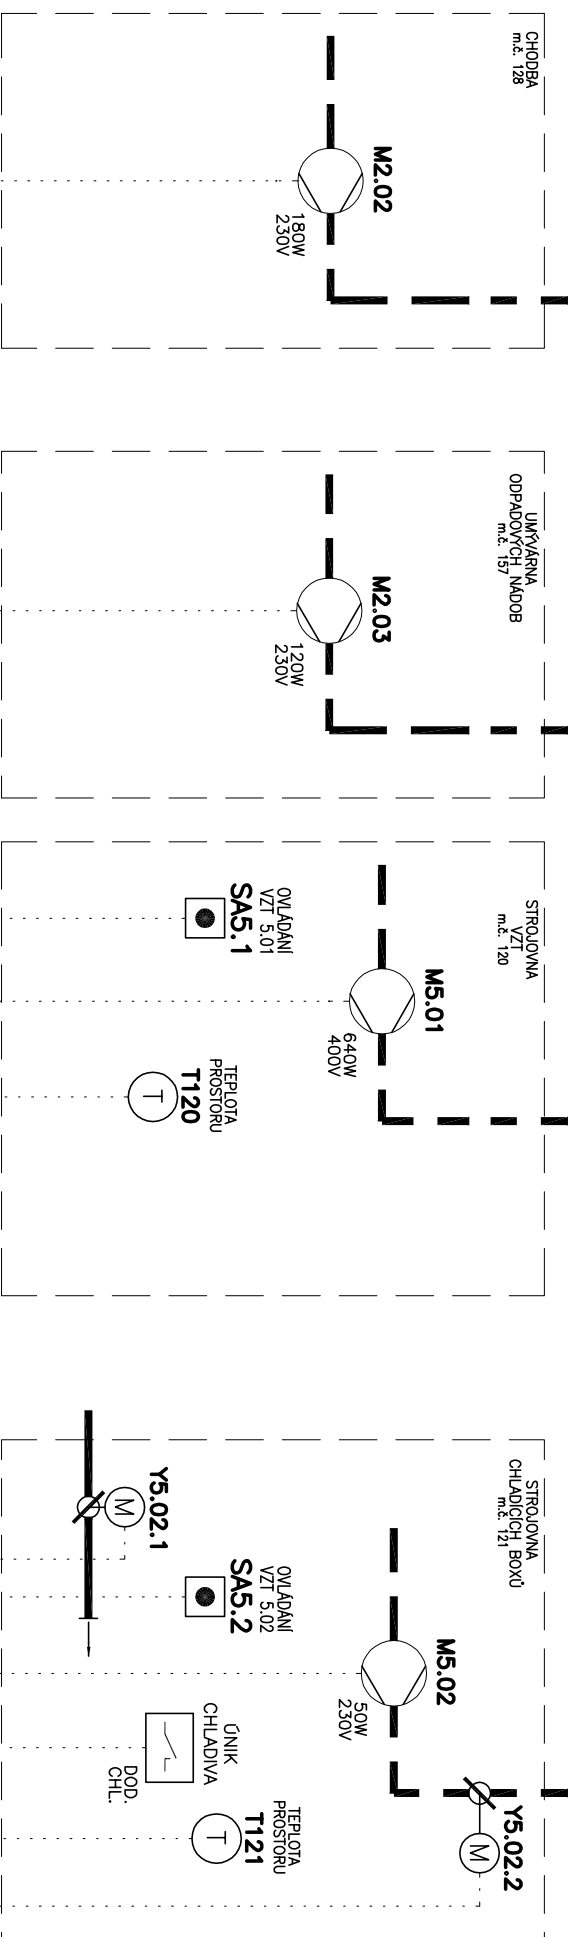 CHODBA
m.č. 128
M2.02
180W
230V
UMÝVÁRNA
ODPADOVÝCH NÁDOB
m.č. 157
M2.03
120W
230V
STROJOVNA
VZT
m.č. 120
OVLÁDÁNÍ
VZT 5.01
SA5.1
M5.01
640W
400V
TEPLOTA
PROSTORU
T120
T
STROJOVNA
CHLADÍCÍCH BOXŮ
m.č. 121
Y5.02.1
M
OVLÁDÁNÍ
VZT 5.02
SA5.2
M5.02
50W
230V
ÚNIK
CHLADIVA
DOD.
CHL.
TEPLOTA
PROSTORU
T121
T
Y5.02.2
M